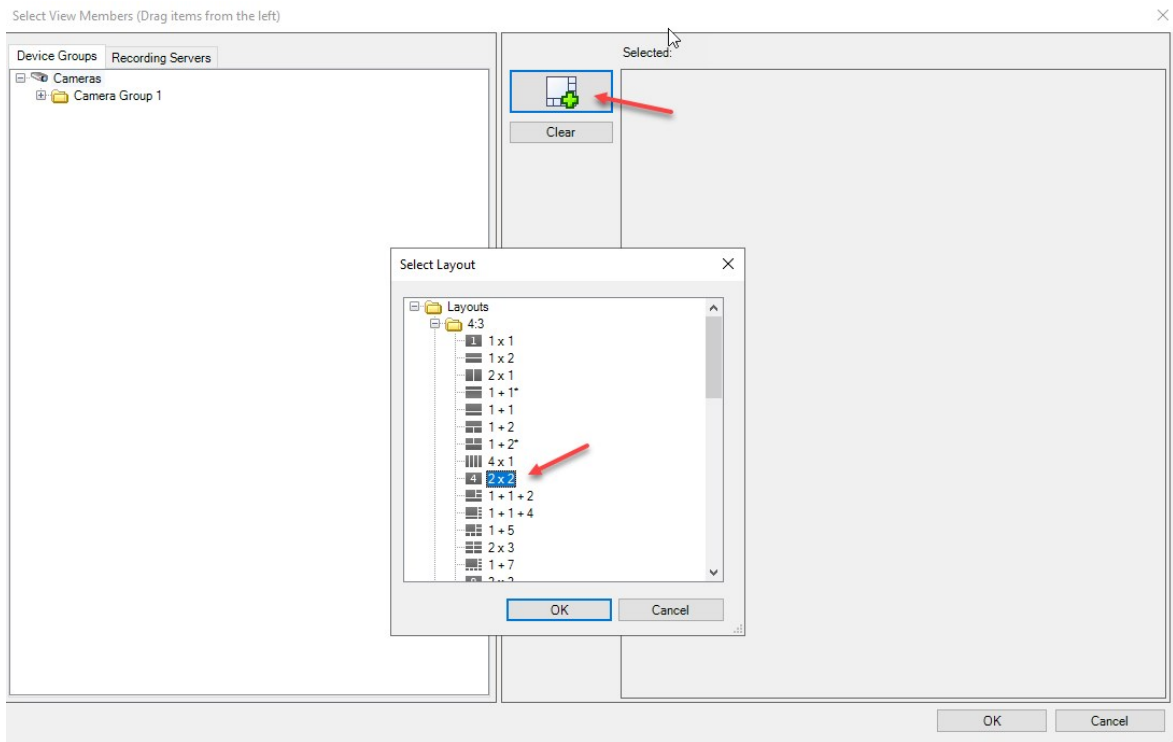 Select View Members (Drag items from the left)
Device Groups
Recording Servers
Selected:
Cameras
Camera Group 1
Clear
Select Layout
Layouts
4:3
1 1 x 1
1 x 2
2 x 1
1 + 1*
1 + 1
1 + 2
1 + 2*
4 x 1
4 2 x 2
1 + 1 + 2
1 + 1 + 4
1 + 5
2 x 3
1 + 7
OK
Cancel
OK
Cancel